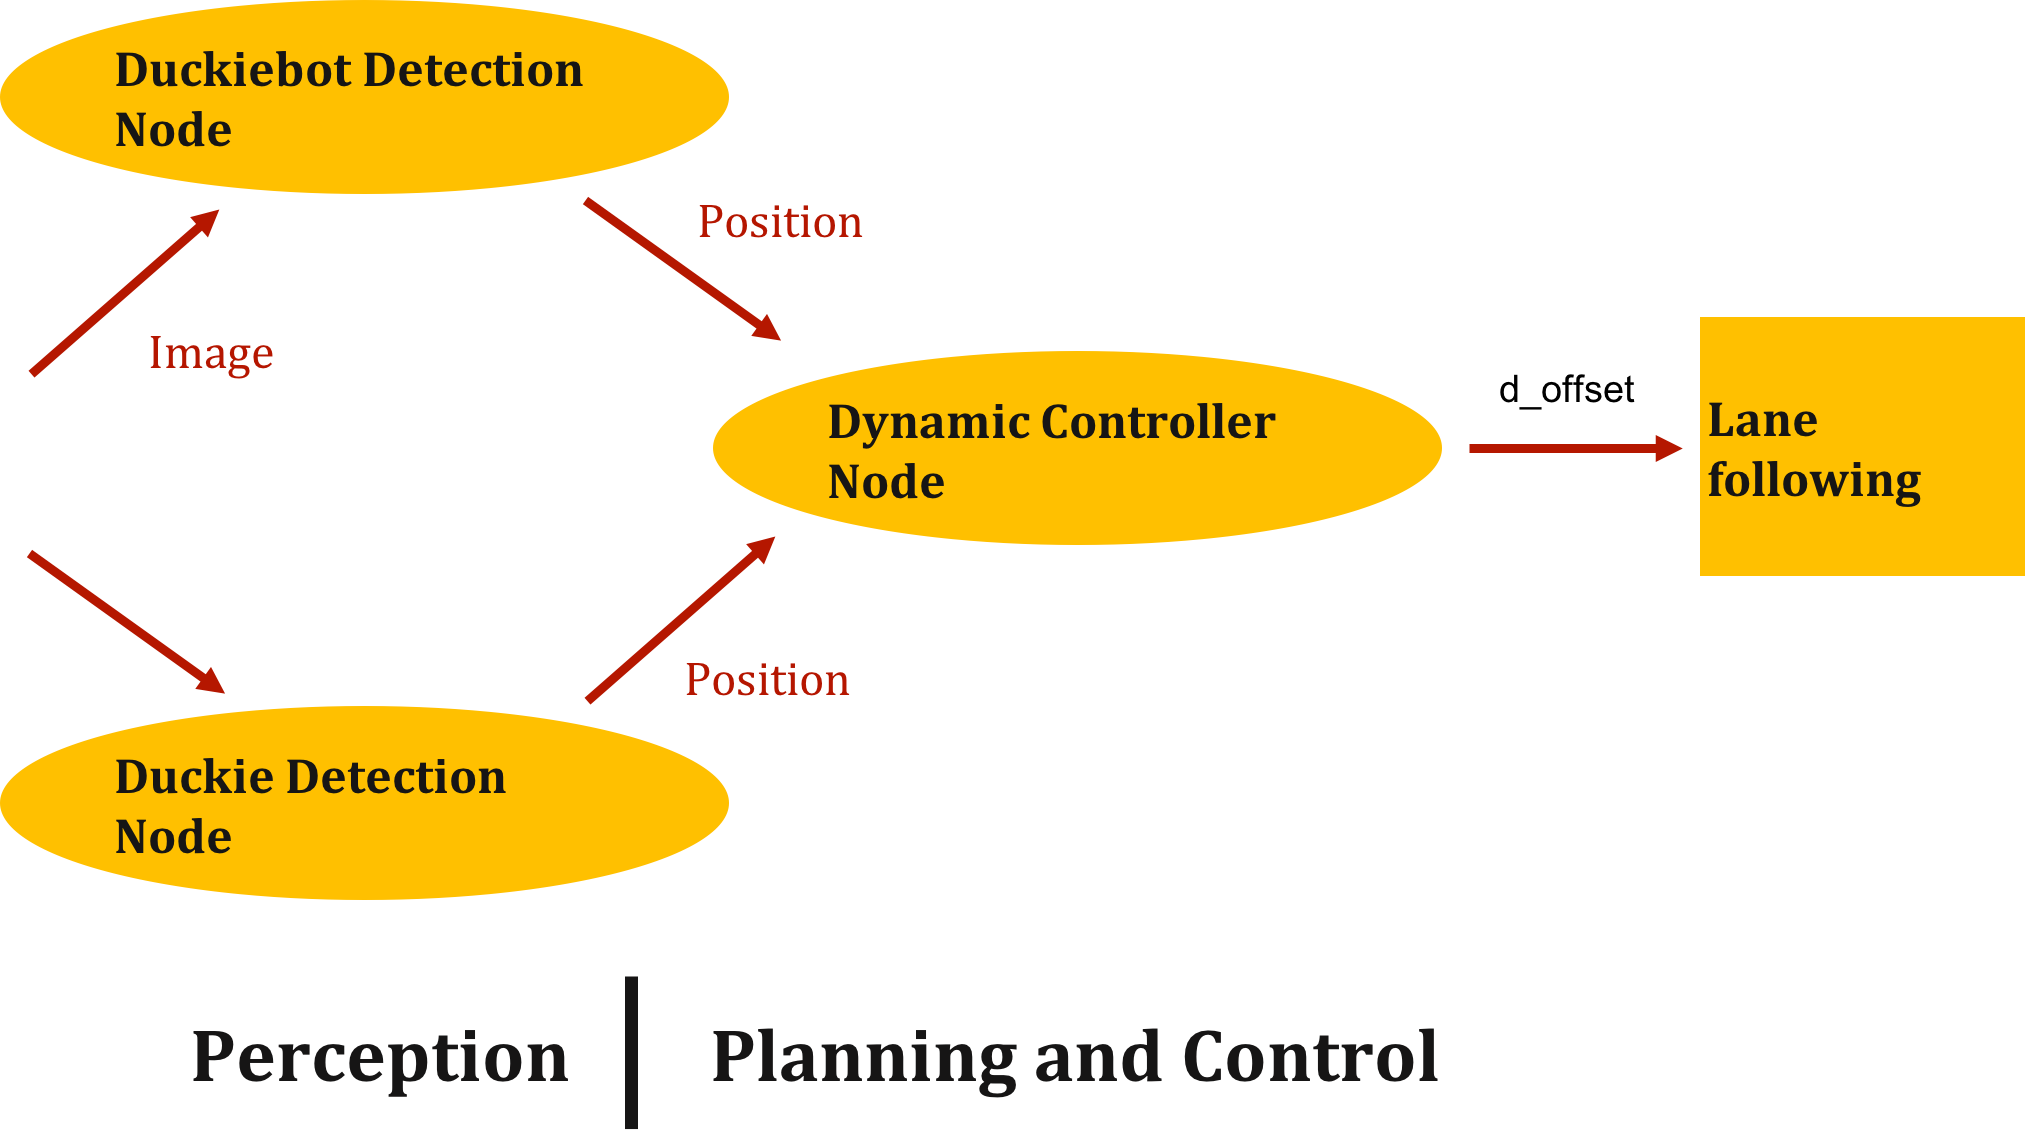 Duckiebot Detection
Node
Position
Image
Dynamic Controller
Node
d_offset
Lane
following
Position
Duckie Detection
Node
Perception
Planning and Control